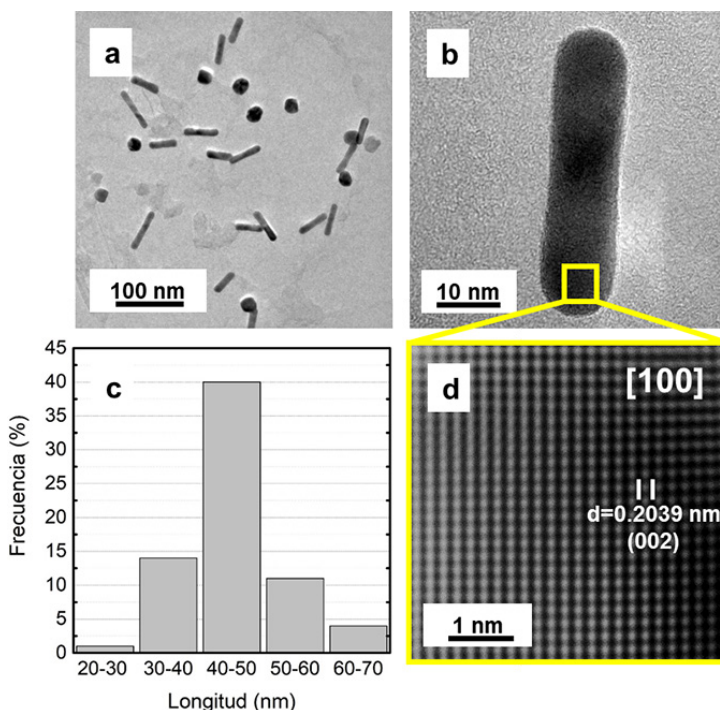 a
100 nm
b
10 nm
c
Frecuencia (%)
45
40
35
30
25
20
15
10
5
0
20-30 30-40 40-50 50-60 60-70
Longitud (nm)
d
[100]
d=0.2039 nm
(002)
1 nm